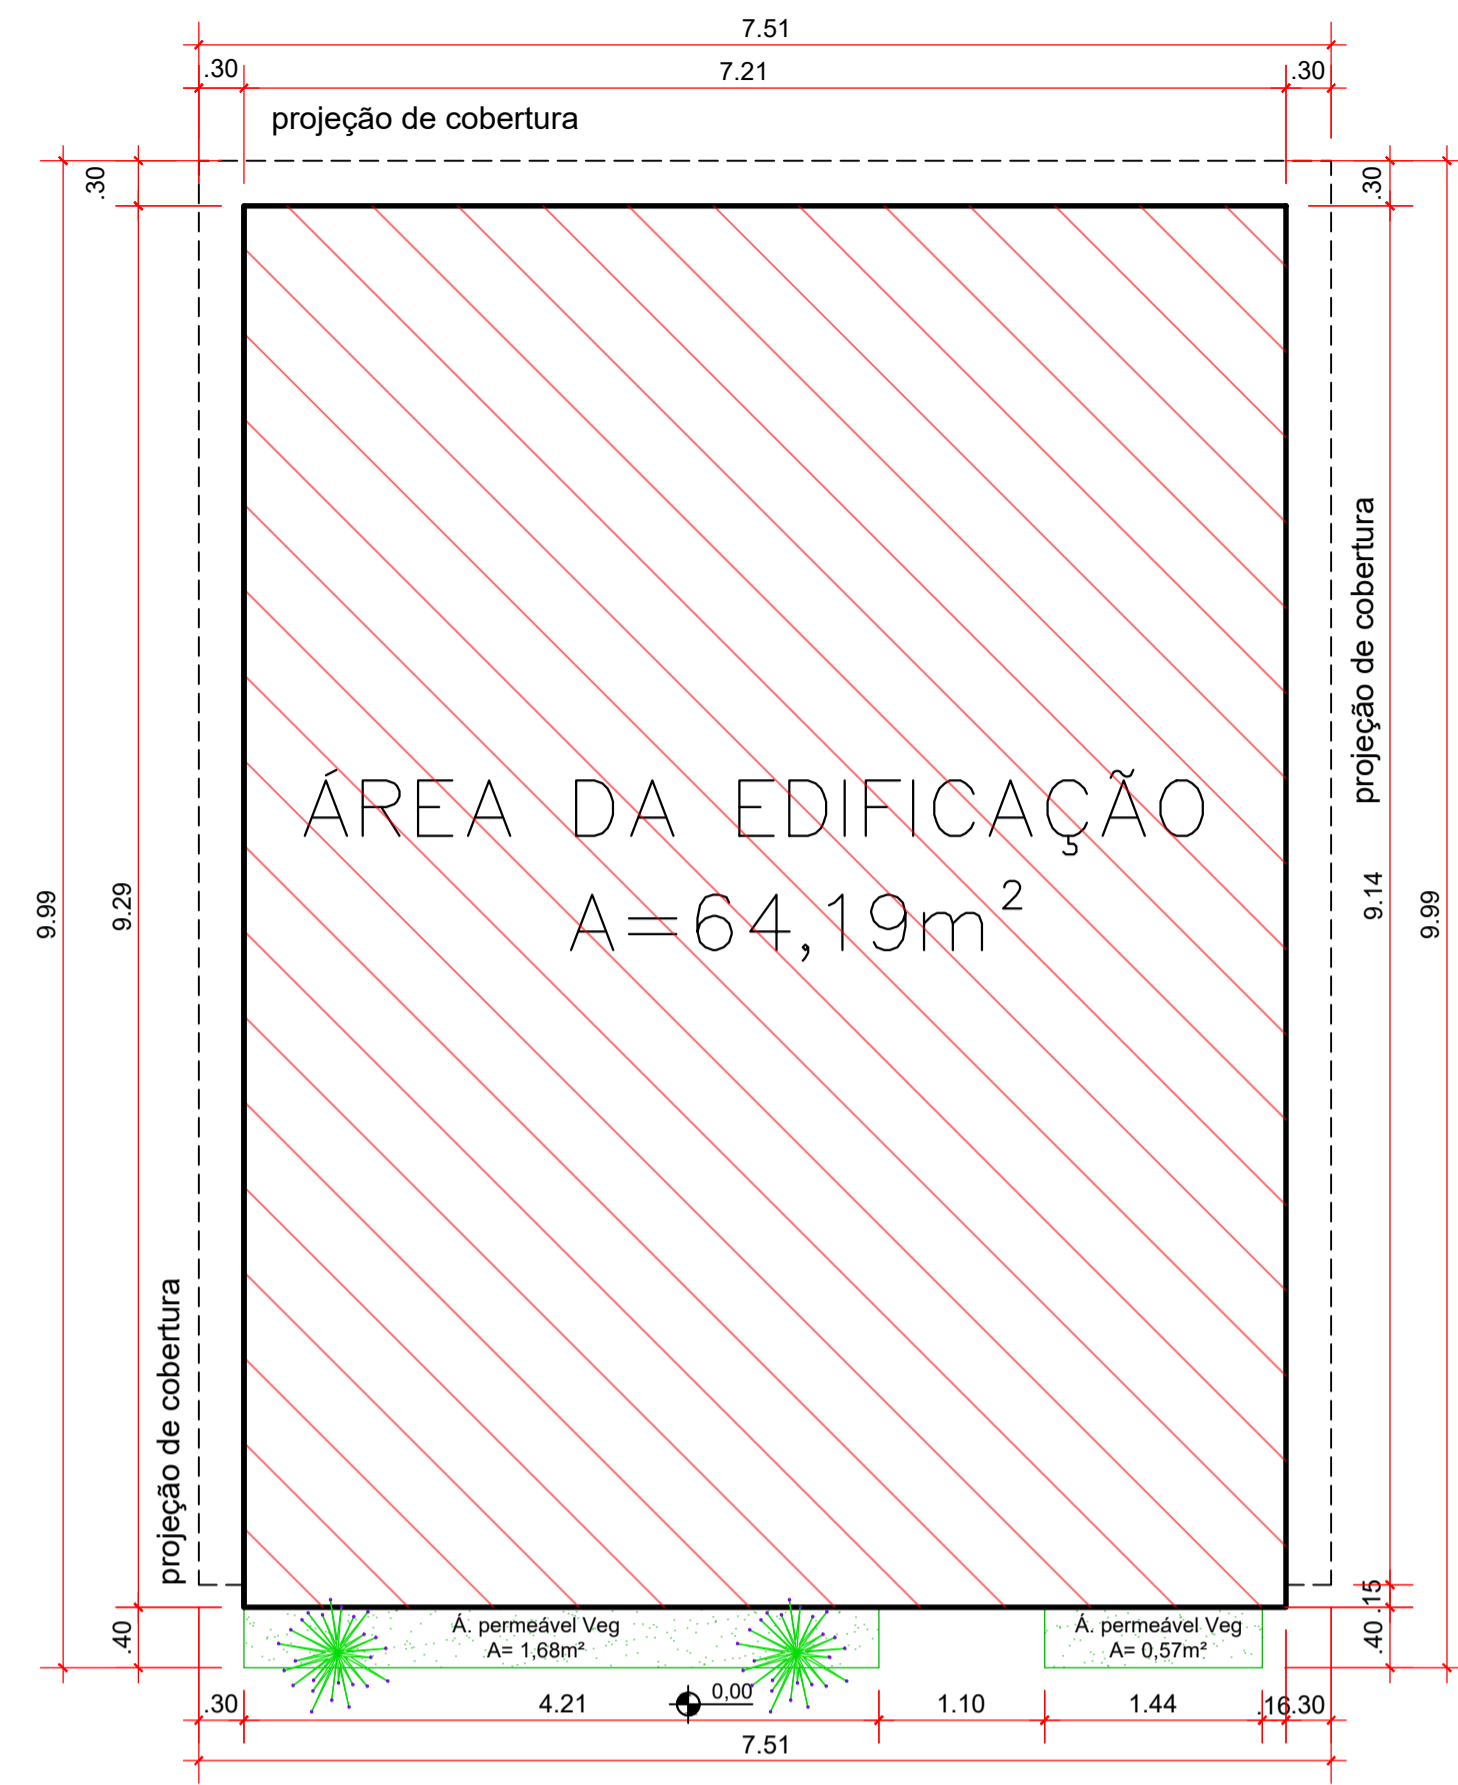 7.51
.30
7.21
.30
projeção de cobertura
.30
.30
projeção de cobertura
ÁREA DA EDIFICAÇÃO
A=64,19m²
9.99
9.29
9.14
9.99
projeção de cobertura
.15
.40
.40
Á. permeável Veg
A= 1,68m²
Á. permeável Veg
A= 0,57m²
0,00
.30
4.21
1.10
1.44
.16
.30
7.51